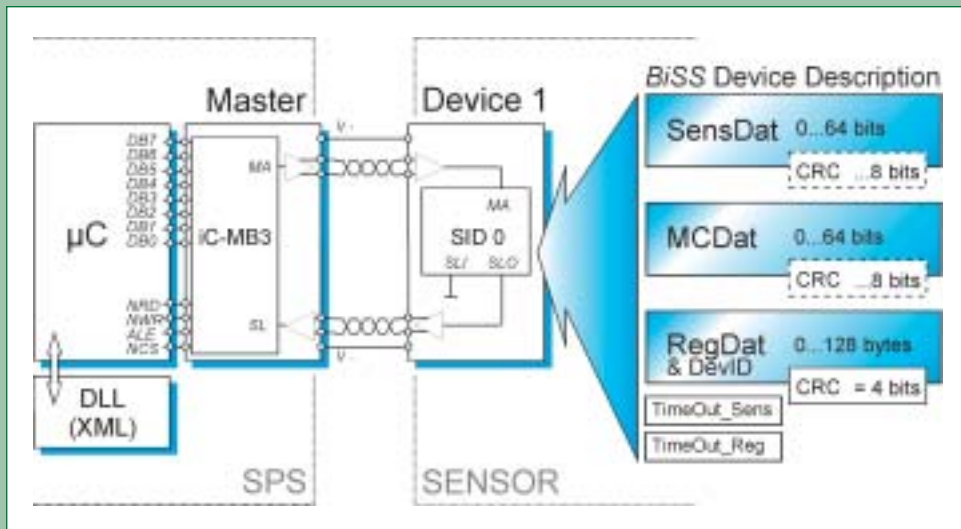 Master
Device 1
BiSS Device Description
µC
DB7
DB6
DB5
DB4
DB3
DB2
DB1
DB0
NRD
NWR
ALE
NCS
iC-MB3
MA
SL
MA
SID 0
SLI SLO
SensDat 0...64 bits
CRC ...8 bits
MCDat 0...64 bits
CRC ...8 bits
RegDat 0...128 bytes
& DevID
CRC = 4 bits
TimeOut_Sens
TimeOut_Reg
DLL
(XML)
SPS
SENSOR